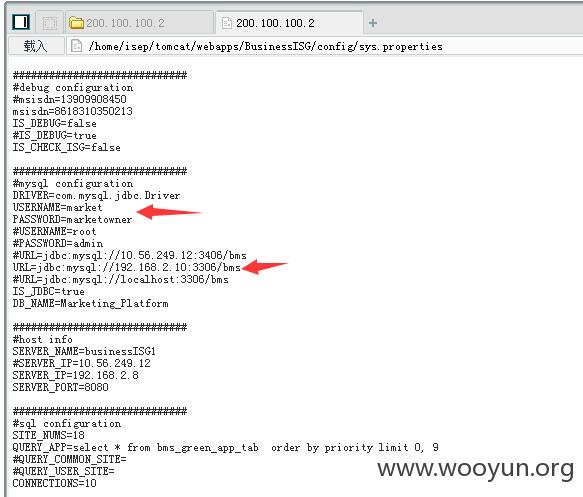 200.100.100.2
200.100.100.2
载入
/home/isep/tomcat/webapps/BusinessISG/config/sys.properties
#############################
#debug configuration
#msisdn=13909908450
msisdn=8618310350213
IS_DEBUG=false
#IS_DEBUG=true
IS_CHECK_ISG=false
#############################
#mysql configuration
DRIVER=com.mysql.jdbc.Driver
USERNAME=market
PASSWORD=marketowner
#USERNAME=root
#PASSWORD=admin
#URL=jdbc:mysql://10.56.249.12:3406/bms
URL=jdbc:mysql://192.168.2.10:3306/bms
#URL=jdbc:mysql://localhost:3306/bms
IS_JDBC=true
DB_NAME=Marketing_Platform
#############################
#host info
SERVER_NAME=businessISG1
#SERVER_IP=10.56.249.12
SERVER_IP=192.168.2.8
SERVER_PORT=8080
#############################
#sql configuration
SITE_NUMS=18
QUERY_APP=select * from bms_green_app_tab  order by priority limit 0, 9
#QUERY_COMMON_SITE=
#QUERY_USER_SITE=
CONNECTIONS=10
www.wooyun.org